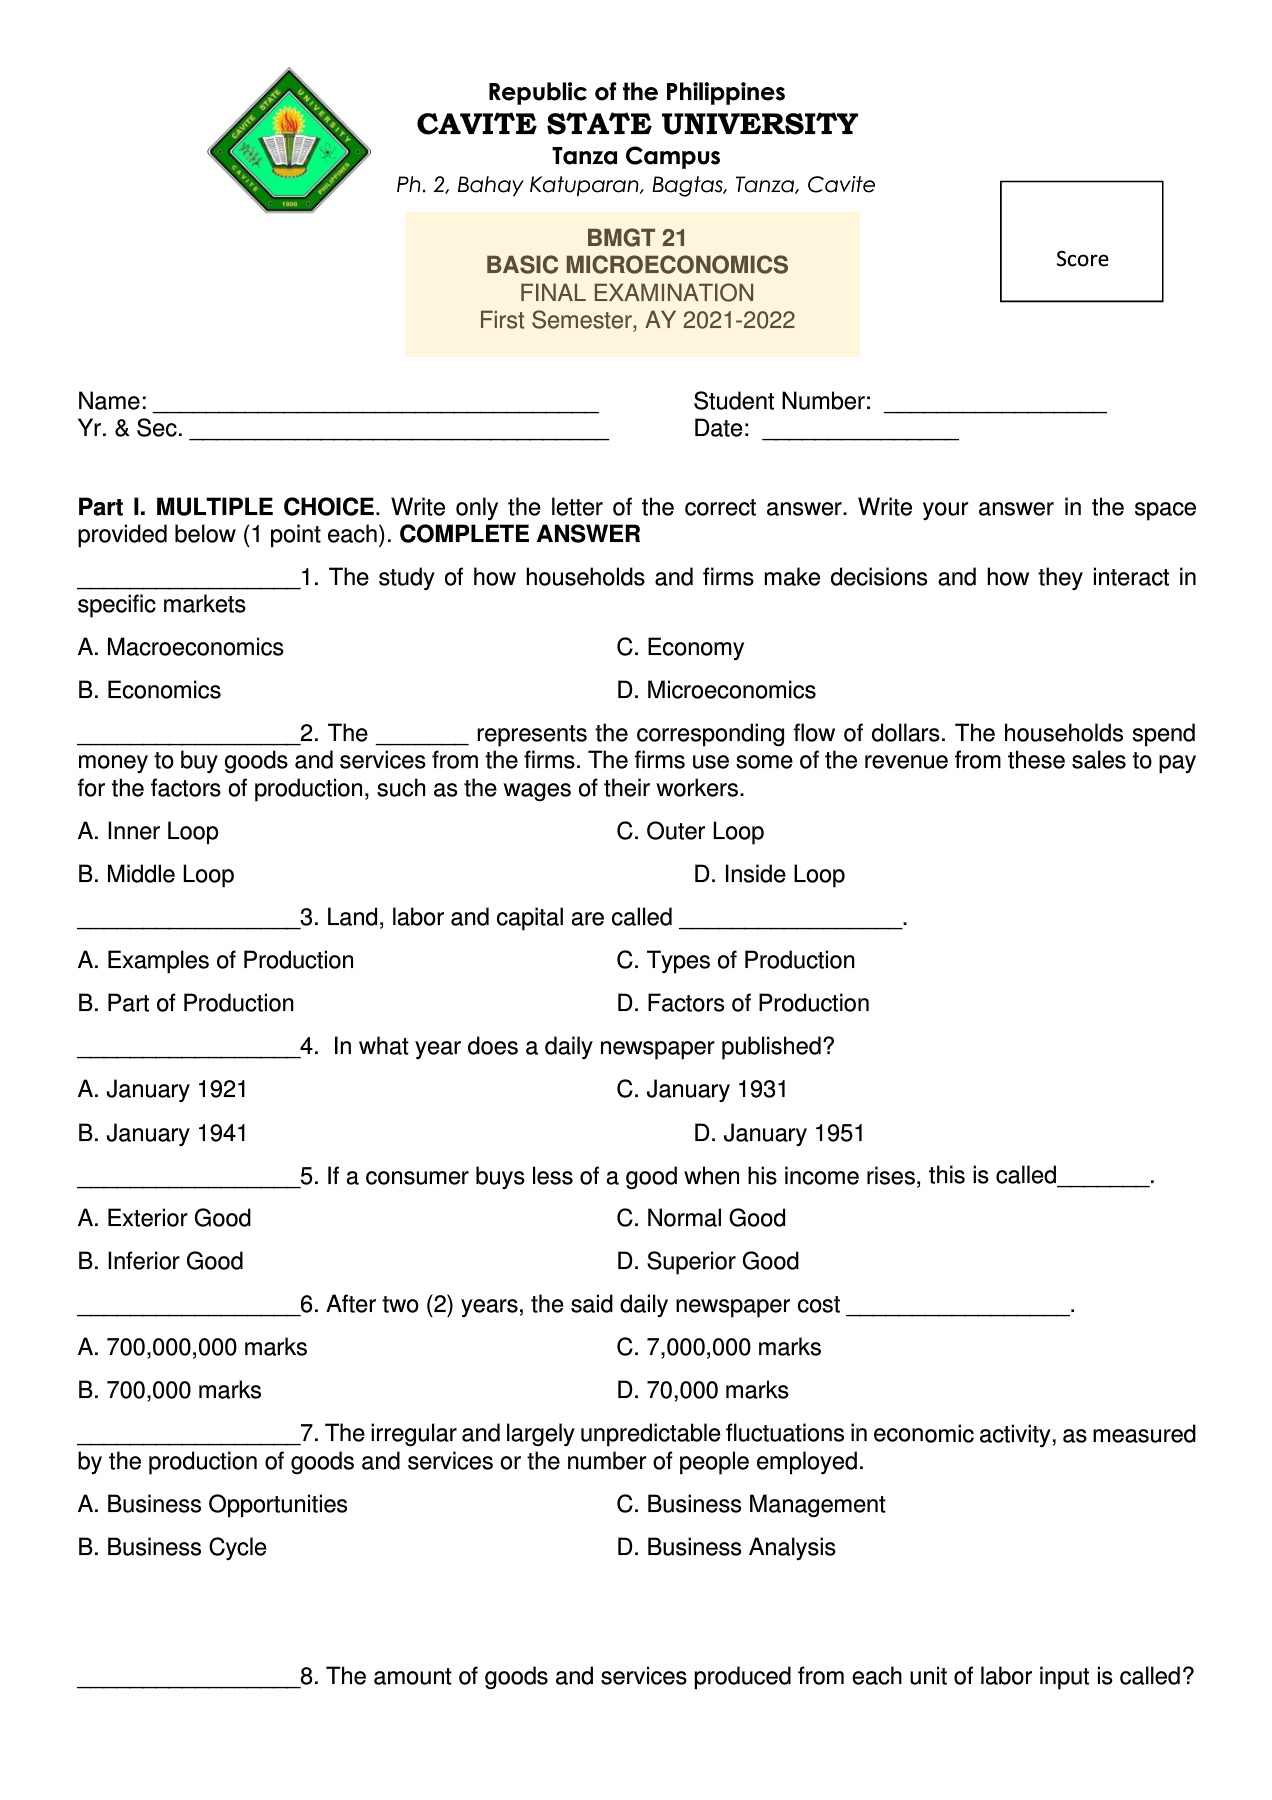 CAVITE STATE UNIVERSITY
CAVITE PHILIPPINES
1906
Republic of the Philippines
CAVITE STATE UNIVERSITY
Tanza Campus
Ph. 2, Bahay Katuparan, Bagtas, Tanza, Cavite
Score
BMGT 21
BASIC MICROECONOMICS
FINAL EXAMINATION
First Semester, AY 2021-2022
Name: __________________________________ Student Number: _________________
Yr. & Sec. ________________________________ Date: _______________
Part I. MULTIPLE CHOICE. Write only the letter of the correct answer. Write your answer in the space
provided below (1 point each). COMPLETE ANSWER
_________________1. The study of how households and firms make decisions and how they interact in
specific markets
A. Macroeconomics C. Economy
B. Economics D. Microeconomics
_________________2. The _______ represents the corresponding flow of dollars. The households spend
money to buy goods and services from the firms. The firms use some of the revenue from these sales to pay
for the factors of production, such as the wages of their workers.
A. Inner Loop C. Outer Loop
B. Middle Loop D. Inside Loop
_________________3. Land, labor and capital are called _________________.
A. Examples of Production C. Types of Production
B. Part of Production D. Factors of Production
_________________4. In what year does a daily newspaper published?
A. January 1921 C. January 1931
B. January 1941 D. January 1951
_________________5. If a consumer buys less of a good when his income rises, this is called_______.
A. Exterior Good C. Normal Good
B. Inferior Good D. Superior Good
_________________6. After two (2) years, the said daily newspaper cost _________________.
A. 700,000,000 marks C. 7,000,000 marks
B. 700,000 marks D. 70,000 marks
_________________7. The irregular and largely unpredictable fluctuations in economic activity, as measured
by the production of goods and services or the number of people employed.
A. Business Opportunities C. Business Management
B. Business Cycle D. Business Analysis
_________________8. The amount of goods and services produced from each unit of labor input is called?